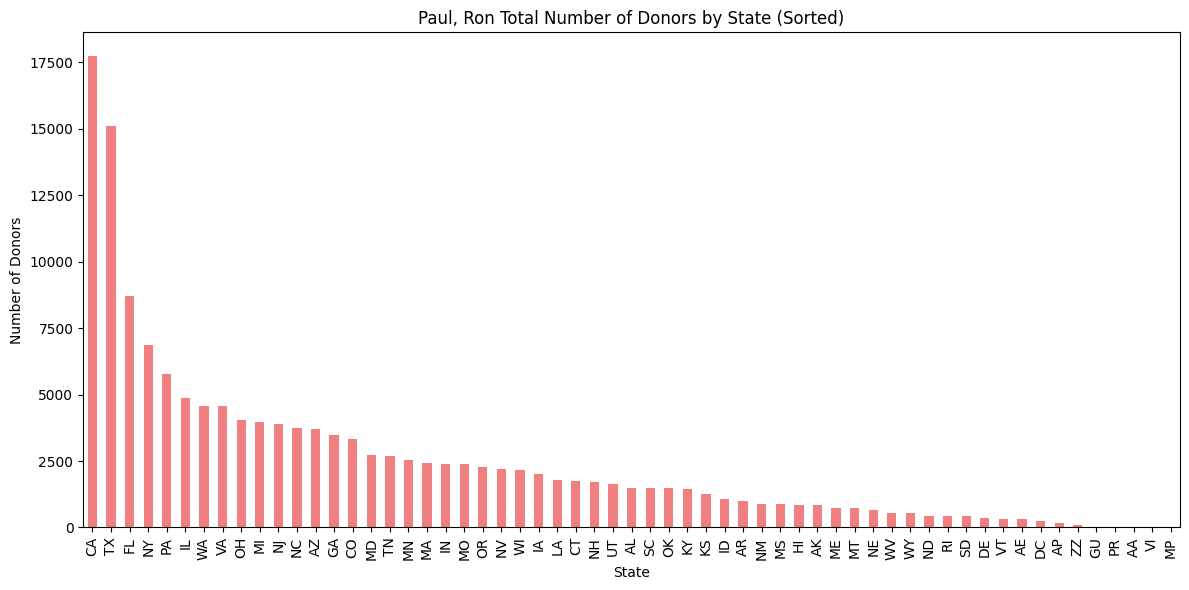 Paul, Ron Total Number of Donors by State (Sorted)
Number of Donors
17500
15000
12500
10000
7500
5000
2500
0
CA TX FL NY PA IL WA VA OH MI NJ NC AZ GA CO MD TN MN MA IN MO OR NV WI IA LA CT NH UT AL SC OK KY KS ID AR NM MS HI AK ME MT NE WV WY ND RI SD DE VT AE DC AP ZZ GU PR AA VI MP
State